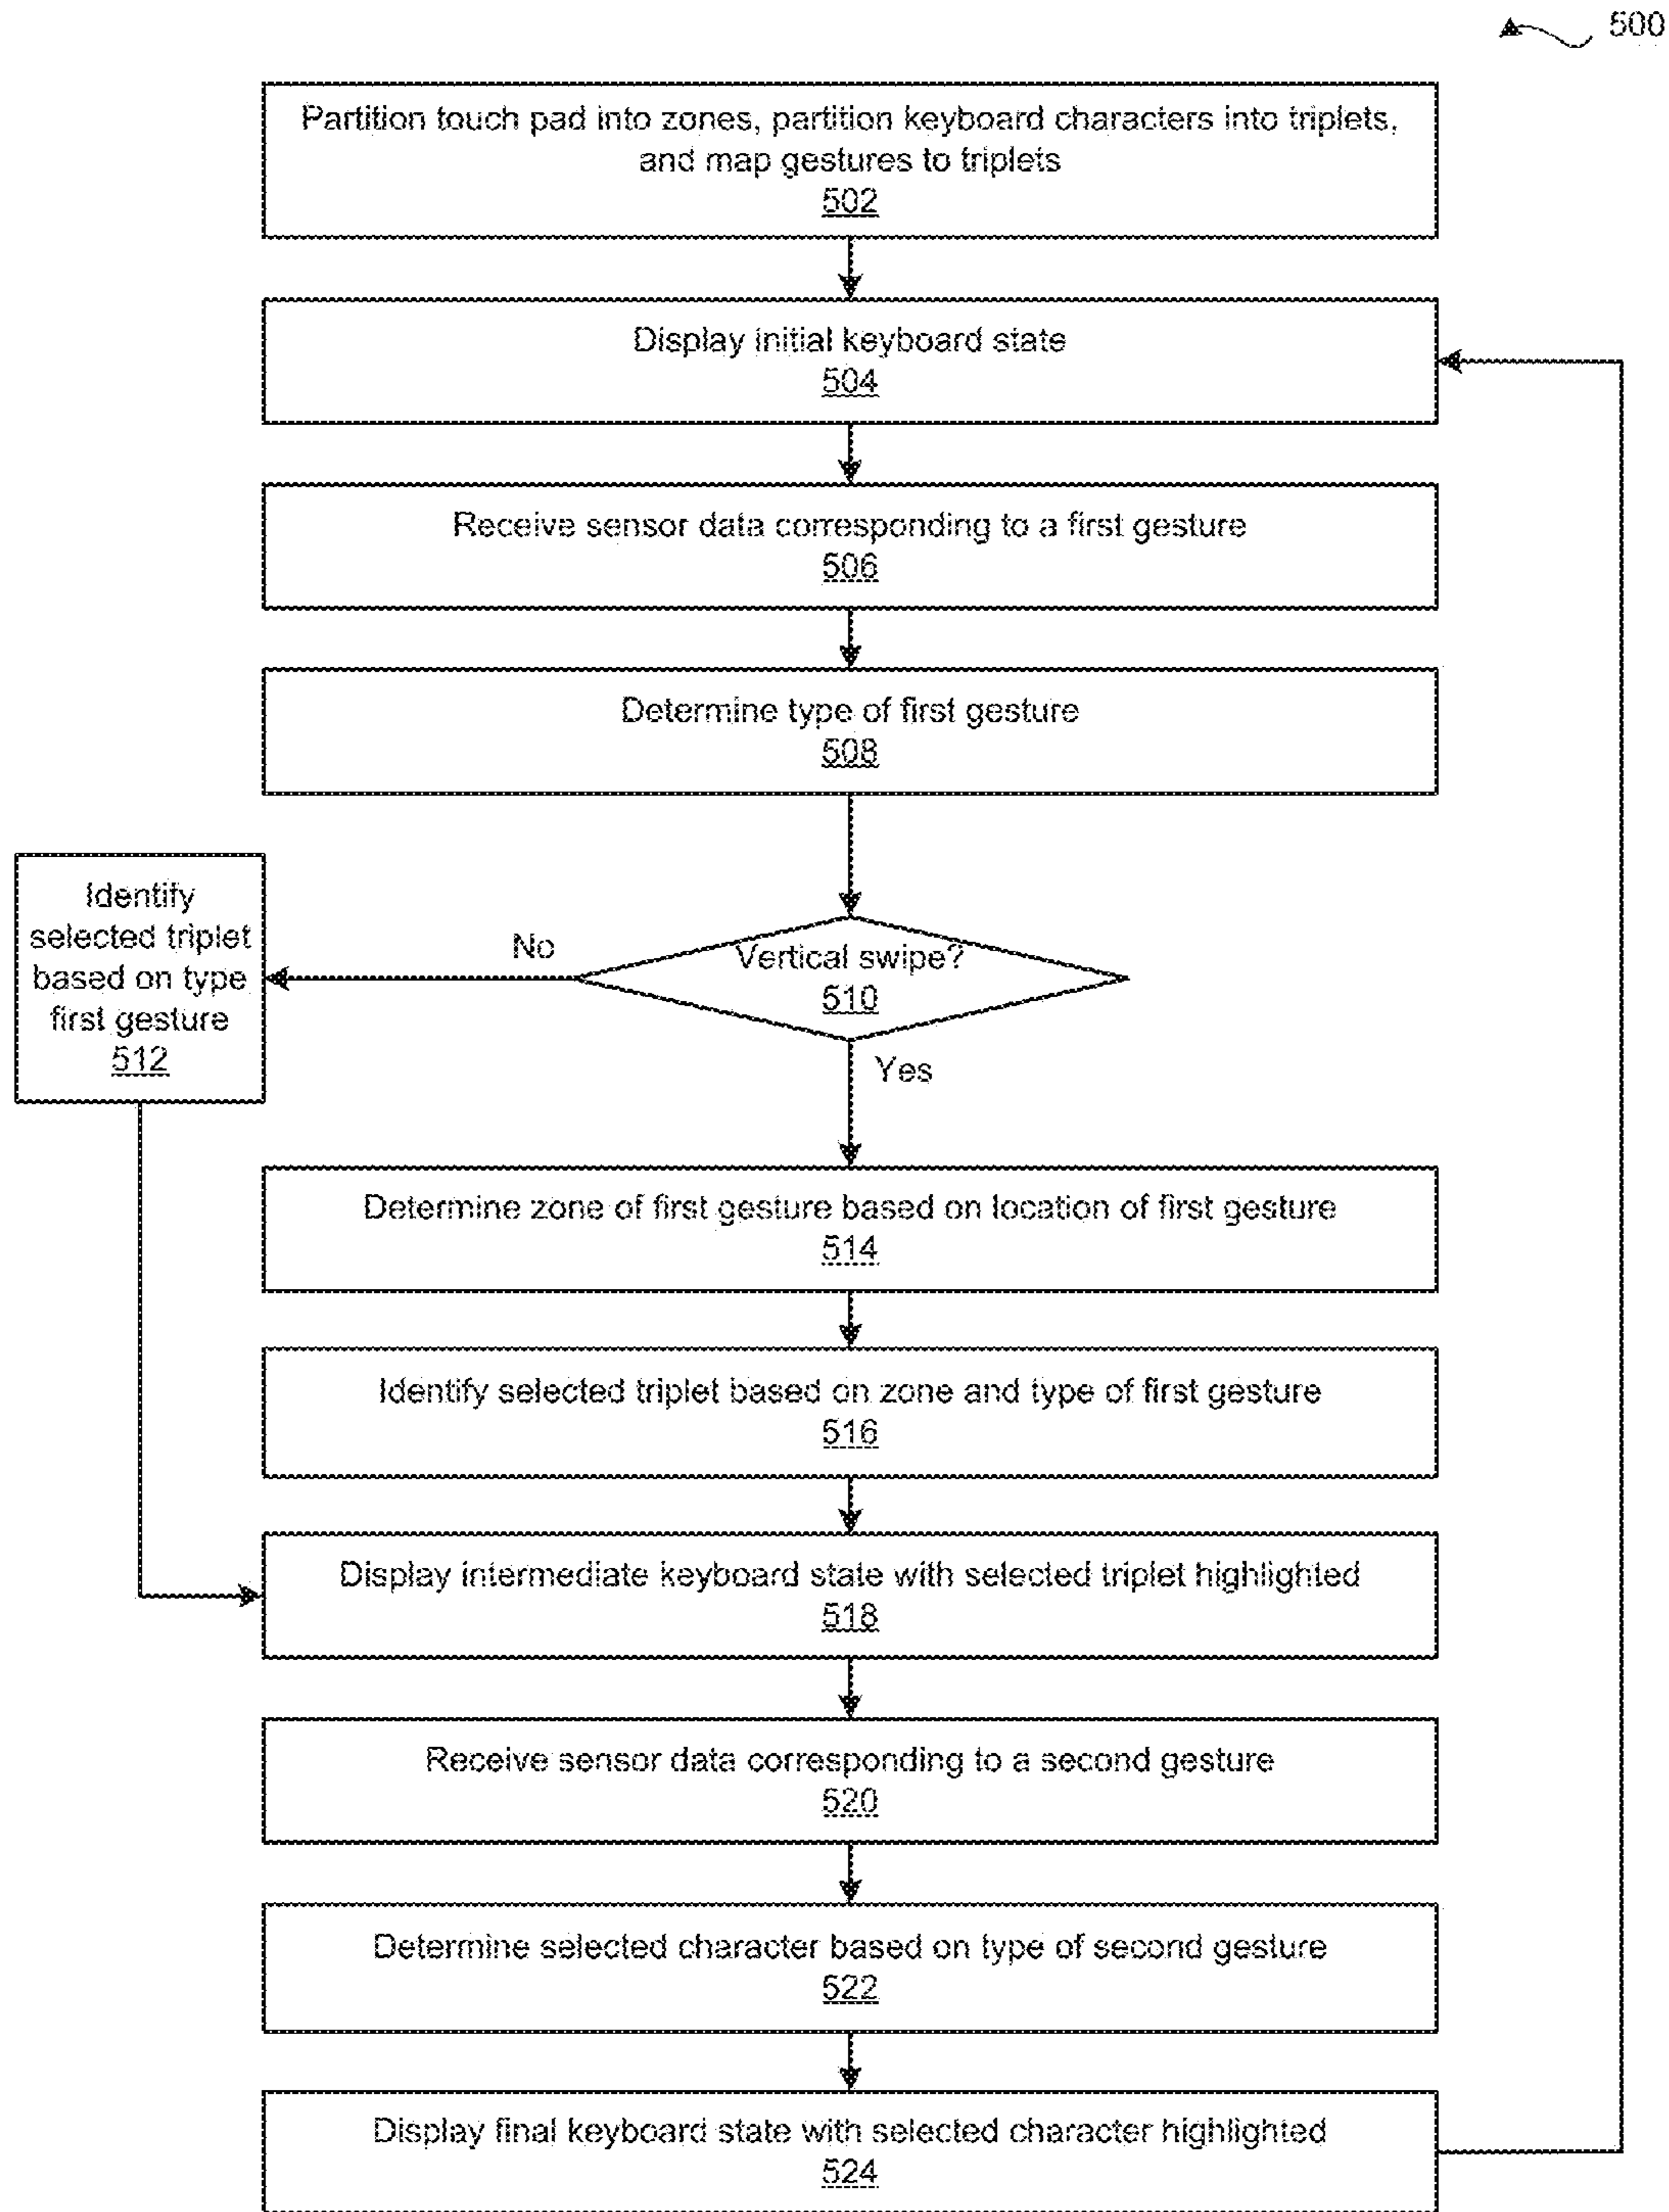 500
Partition touch pad into zones, partition keyboard characters into triplets,
and map gestures to triplets
502
Display initial keyboard state
504
Receive sensor data corresponding to a first gesture
506
Determine type of first gesture
508
Identify
selected triplet
based on type
first gesture
512
No
Vertical swipe?
510
Yes
Determine zone of first gesture based on location of first gesture
514
Identify selected triplet based on zone and type of first gesture
516
Display intermediate keyboard state with selected triplet highlighted
518
Receive sensor data corresponding to a second gesture
520
Determine selected character based on type of second gesture
522
Display final keyboard state with selected character highlighted
524